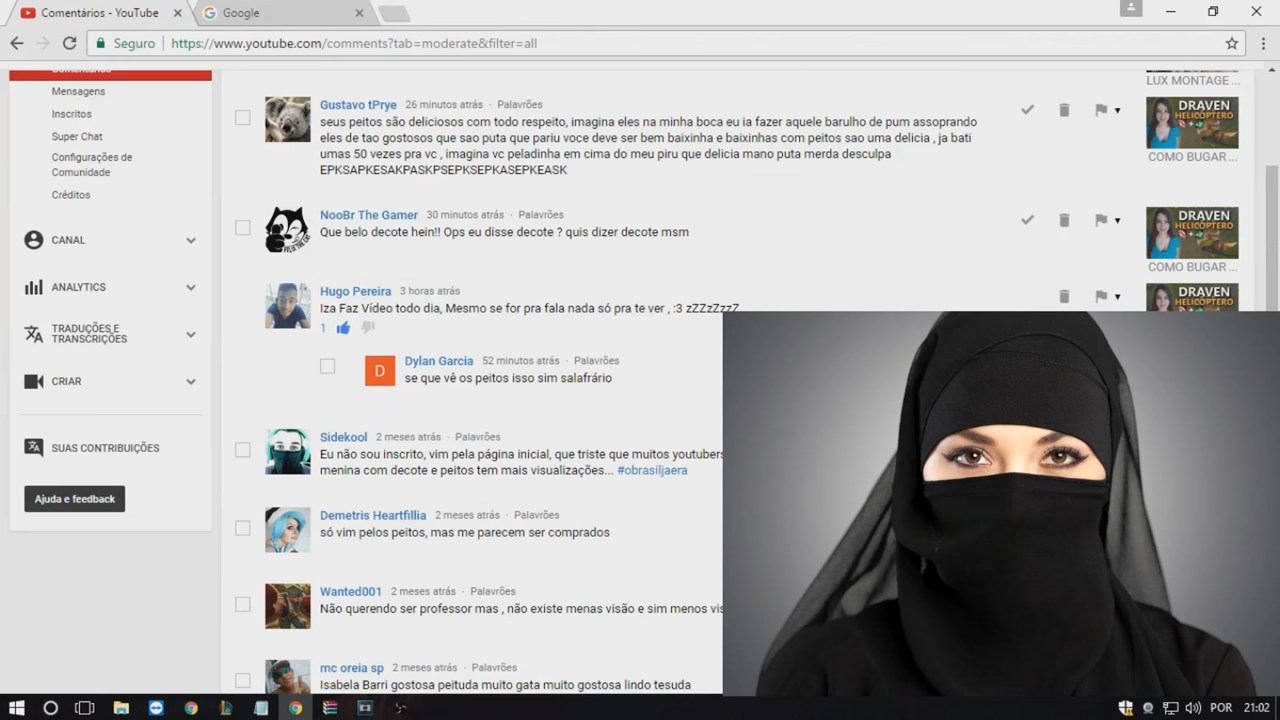 Comentários - YouTube
Google
Seguro
https://www.youtube.com/comments?tab=moderate&filter=all
Comentários
Mensagens
Inscritos
Super Chat
Configurações de
Comunidade
Créditos
CANAL
ANALYTICS
TRADUÇÕES E
TRANSCRIÇÕES
CRIAR
SUAS CONTRIBUIÇÕES
Ajuda e feedback
LUX MONTAGE ...
Gustavo tPrye 26 minutos atrás · Palavrões
seus peitos são deliciosos com todo respeito, imagina eles na minha boca eu ia fazer aquele barulho de pum assoprando
eles de tao gostosos que sao puta que pariu voce deve ser bem baixinha e baixinhas com peitos sao uma delicia , ja bati
umas 50 vezes pra vc , imagina vc peladinha em cima do meu piru que delicia mano puta merda desculpa
EPKSAPKESAKPASKPSEPKSEPKASEPKEASK
DRAVEN
HELICÓPTERO
COMO BUGAR ...
NooBr The Gamer 30 minutos atrás · Palavrões
Que belo decote hein!! Ops eu disse decote ? quis dizer decote msm
DRAVEN
HELICÓPTERO
COMO BUGAR ...
Hugo Pereira 3 horas atrás
Iza Faz Vídeo todo dia, Mesmo se for pra fala nada só pra te ver , :3 zZZzZzzZ
1
DRAVEN
HELICÓPTERO
D
Dylan Garcia 52 minutos atrás · Palavrões
se que vê os peitos isso sim salafrário
Sidekool 2 meses atrás · Palavrões
Eu não sou inscrito, vim pela página inicial, que triste que muitos youtubers
menina com decote e peitos tem mais visualizações... #obrasiljaera
Demetris Heartfillia 2 meses atrás · Palavrões
só vim pelos peitos, mas me parecem ser comprados
Wanted001 2 meses atrás · Palavrões
Não querendo ser professor mas , não existe menas visão e sim menos vis
mc oreia sp 2 meses atrás · Palavrões
Isabela Barri gostosa peituda muito gata muito gostosa lindo tesuda
POR
21:02